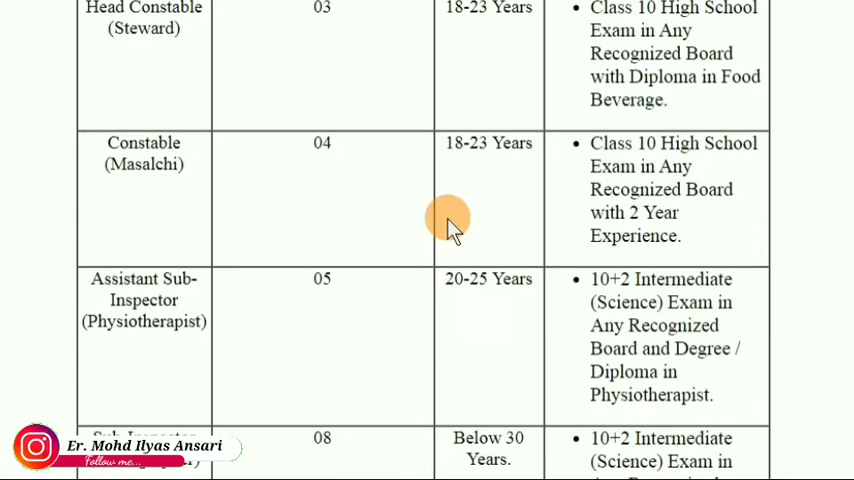 Head Constable
(Steward)
03
18-23 Years
• Class 10 High School
Exam in Any
Recognized Board
with Diploma in Food
Beverage.
Constable
(Masalchi)
04
18-23 Years
• Class 10 High School
Exam in Any
Recognized Board
with 2 Year
Experience.
Assistant Sub-
Inspector
(Physiotherapist)
05
20-25 Years
• 10+2 Intermediate
(Science) Exam in
Any Recognized
Board and Degree /
Diploma in
Physiotherapist.
08
Below 30
Years.
• 10+2 Intermediate
(Science) Exam in
Er. Mohd Ilyas Ansari
Follow me...